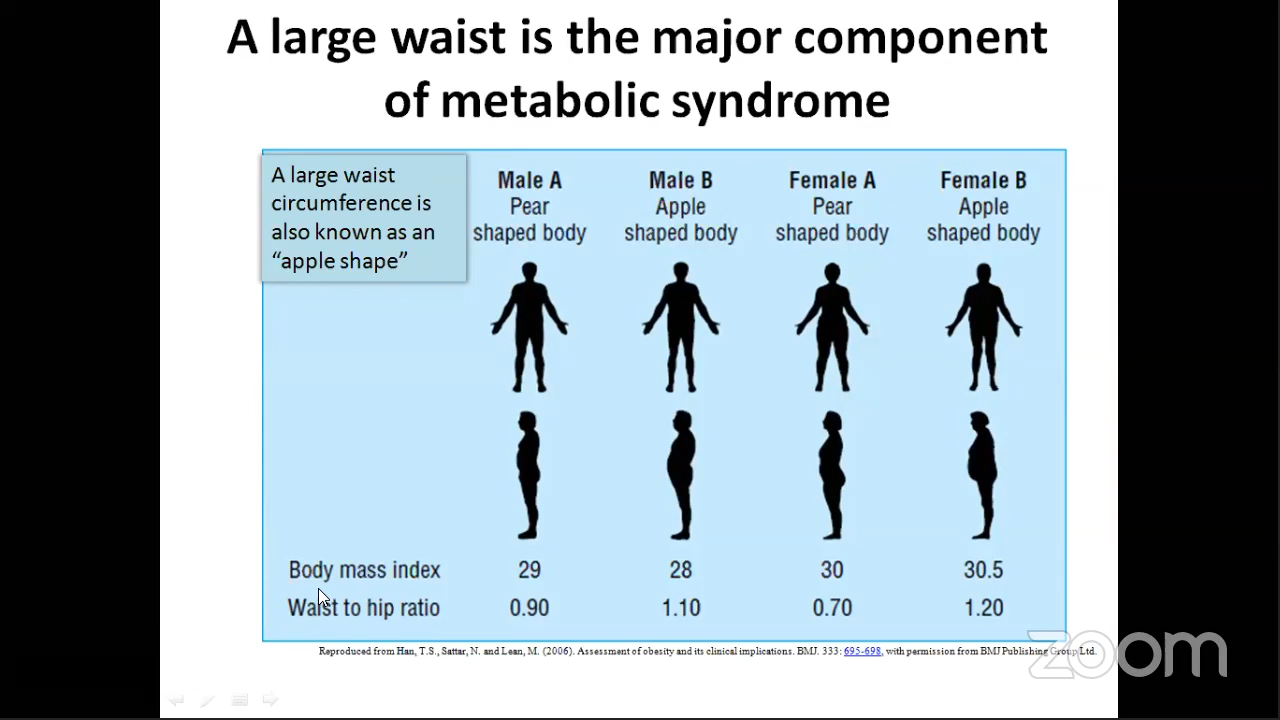 A large waist is the major component
of metabolic syndrome
A large waist
circumference is
also known as an
“apple shape”
Male A
Pear
shaped body
Male B
Apple
shaped body
Female A
Pear
shaped body
Female B
Apple
shaped body
Body mass index 29 28 30 30.5
Waist to hip ratio 0.90 1.10 0.70 1.20
Reproduced from Han, T.S., Sattar, N. and Lean, M. (2006). Assessment of obesity and its clinical implications. BMJ. 333: 695-698, with permission from BMJ Publishing Group Ltd.
zoom